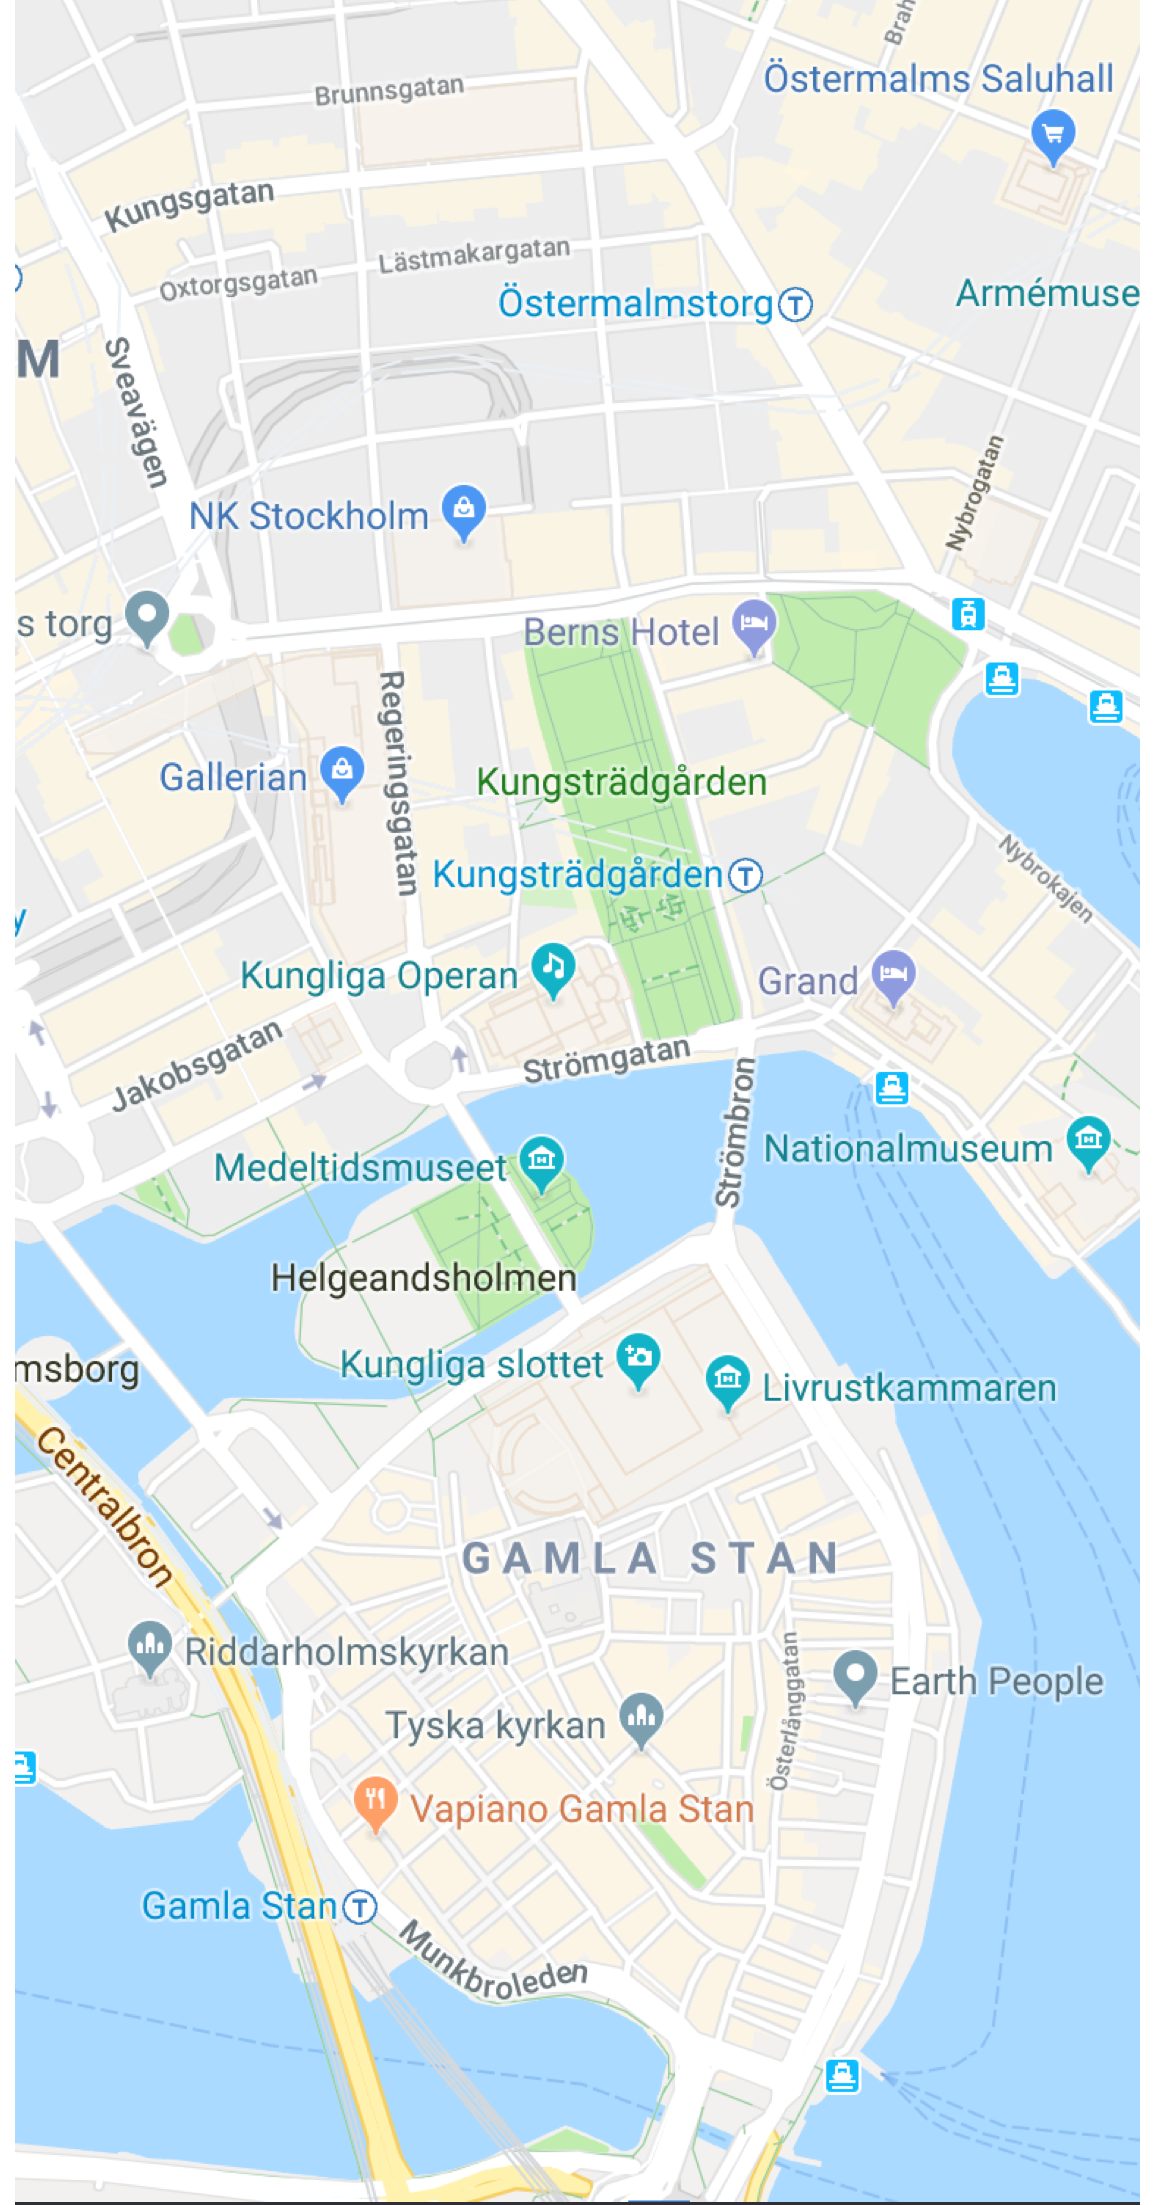 Brah
Östermalms Saluhall
Brunnsgatan
Kungsgatan
Lästmakargatan
Oxtorgsgatan
Östermalmstorg T
Armémuse
M
Sveavägen
Nybrogatan
NK Stockholm
s torg
Berns Hotel
Regeringsgatan
Gallerian
Kungsträdgården
Kungsträdgården T
Nybrokajen
y
Kungliga Operan
Grand
Jakobsgatan
Strömgatan
Strömbron
Medeltidsmuseet
Nationalmuseum
Helgeandsholmen
Kungliga slottet
msborg
Livrustkammaren
Centralbron
GAMLA STAN
Riddarholmskyrkan
Österlånggatan
Earth People
Tyska kyrkan
Vapiano Gamla Stan
Gamla Stan T
Munkbroleden